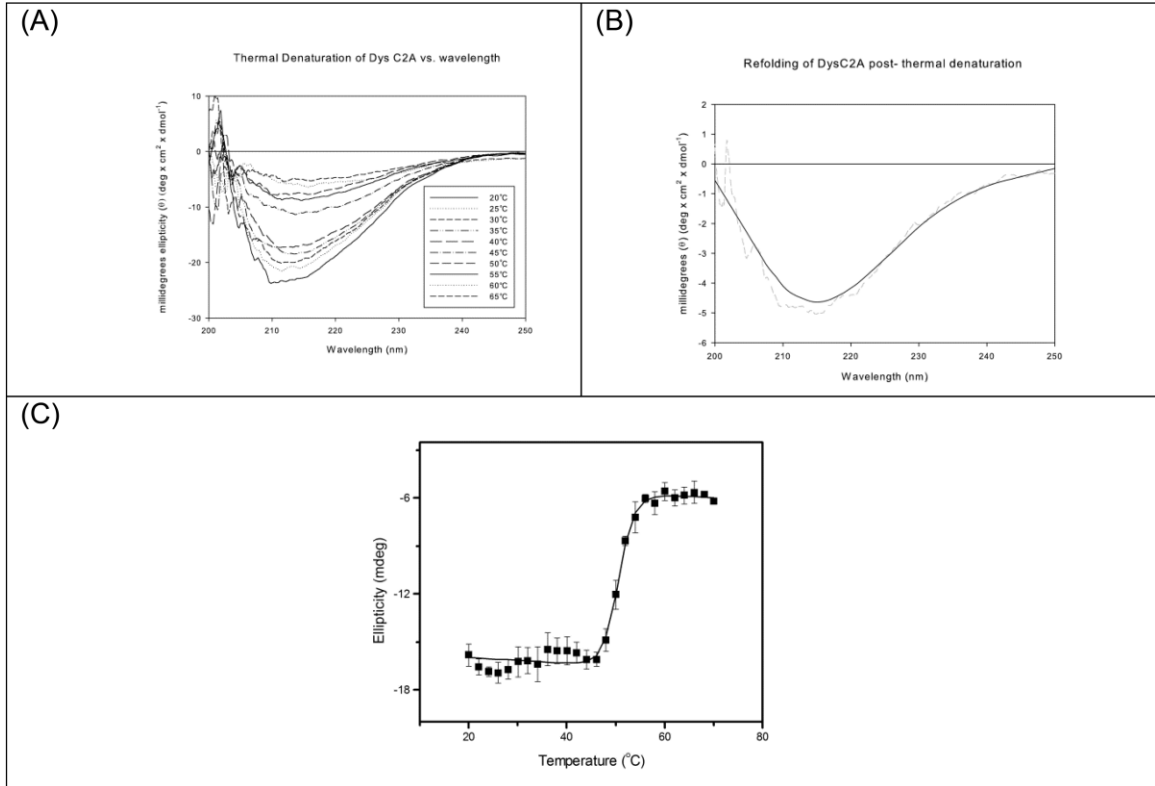 (A)
Thermal Denaturation of Dys C2A vs. wavelength
millidegrees ellipticity (θ) (deg x cm² x dmol⁻¹)
10
0
-10
-20
-30
20℃
25℃
30℃
35℃
40℃
45℃
50℃
55℃
60℃
65℃
200 210 220 230 240 250
Wavelength (nm)
(B)
Refolding of DysC2A post- thermal denaturation
millidegrees (θ) (deg x cm² x dmol⁻¹)
2
1
0
-1
-2
-3
-4
-5
-6
200 210 220 230 240 250
Wavelength (nm)
(C)
Ellipticity (mdeg)
-6
-12
-18
20 40 60 80
Temperature (°C)